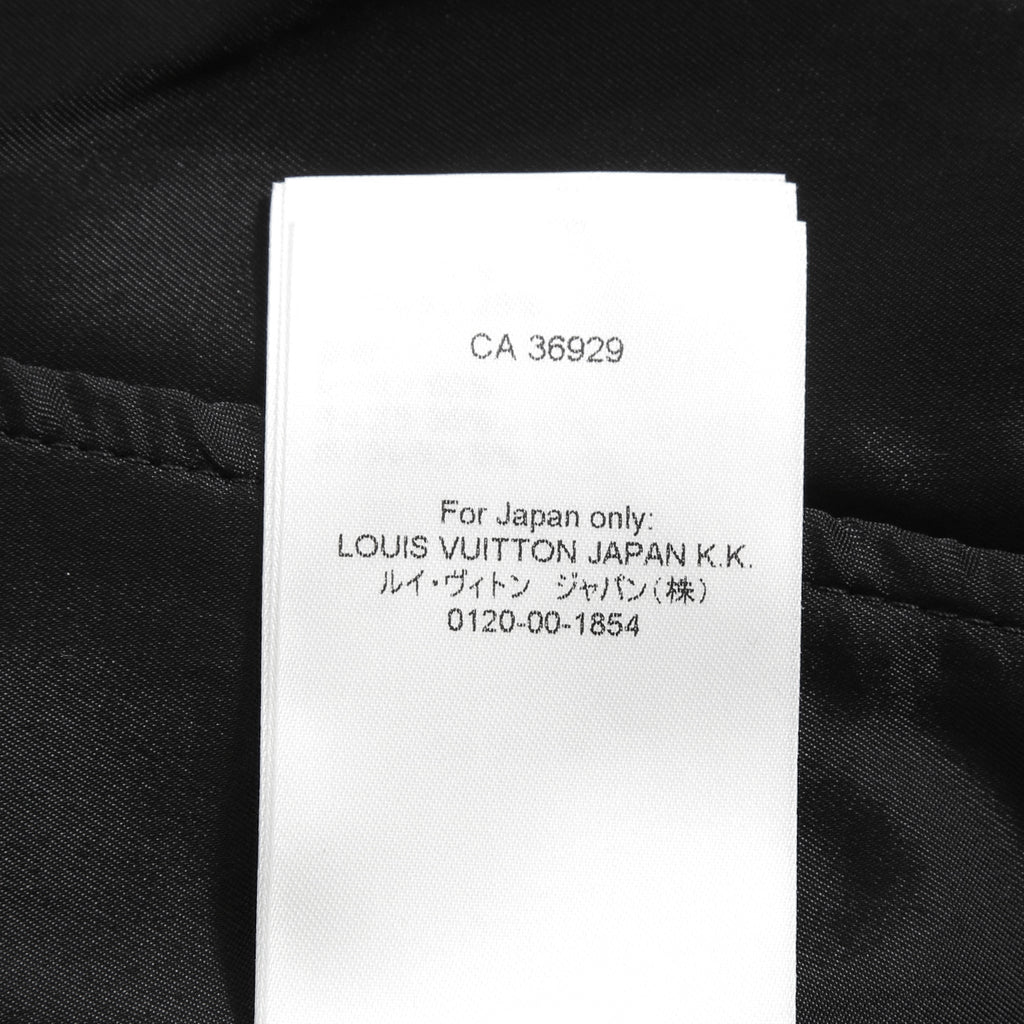 CA 36929
For Japan only:
LOUIS VUITTON JAPAN K.K.
ルイ・ヴィトン ジャパン(株)
0120-00-1854